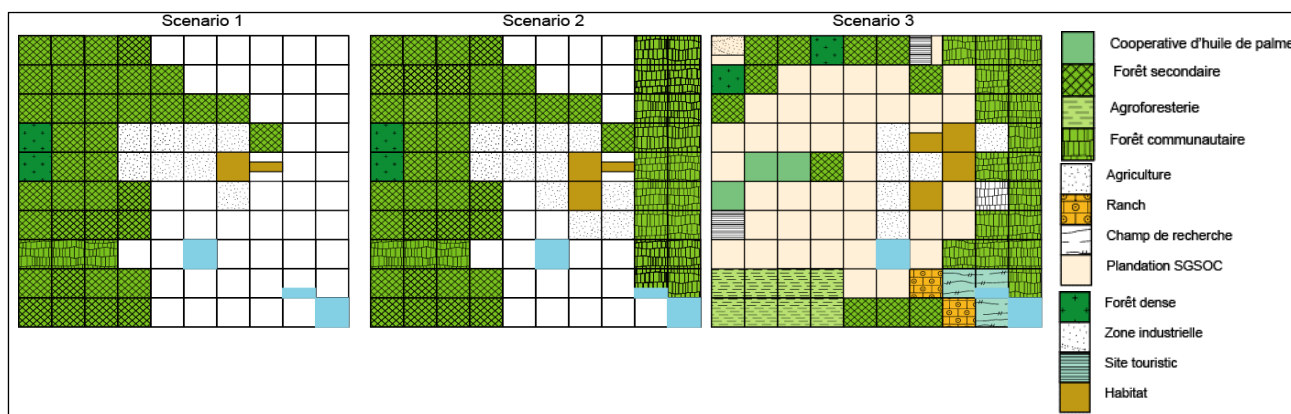 Scenario 1
Scenario 2
Scenario 3
Cooperative d'huile de palme
Forêt secondaire
Agroforesterie
Forêt communautaire
Agriculture
Ranch
Champ de recherche
Plandation SGSOC
Forêt dense
Zone industrielle
Site touristic
Habitat